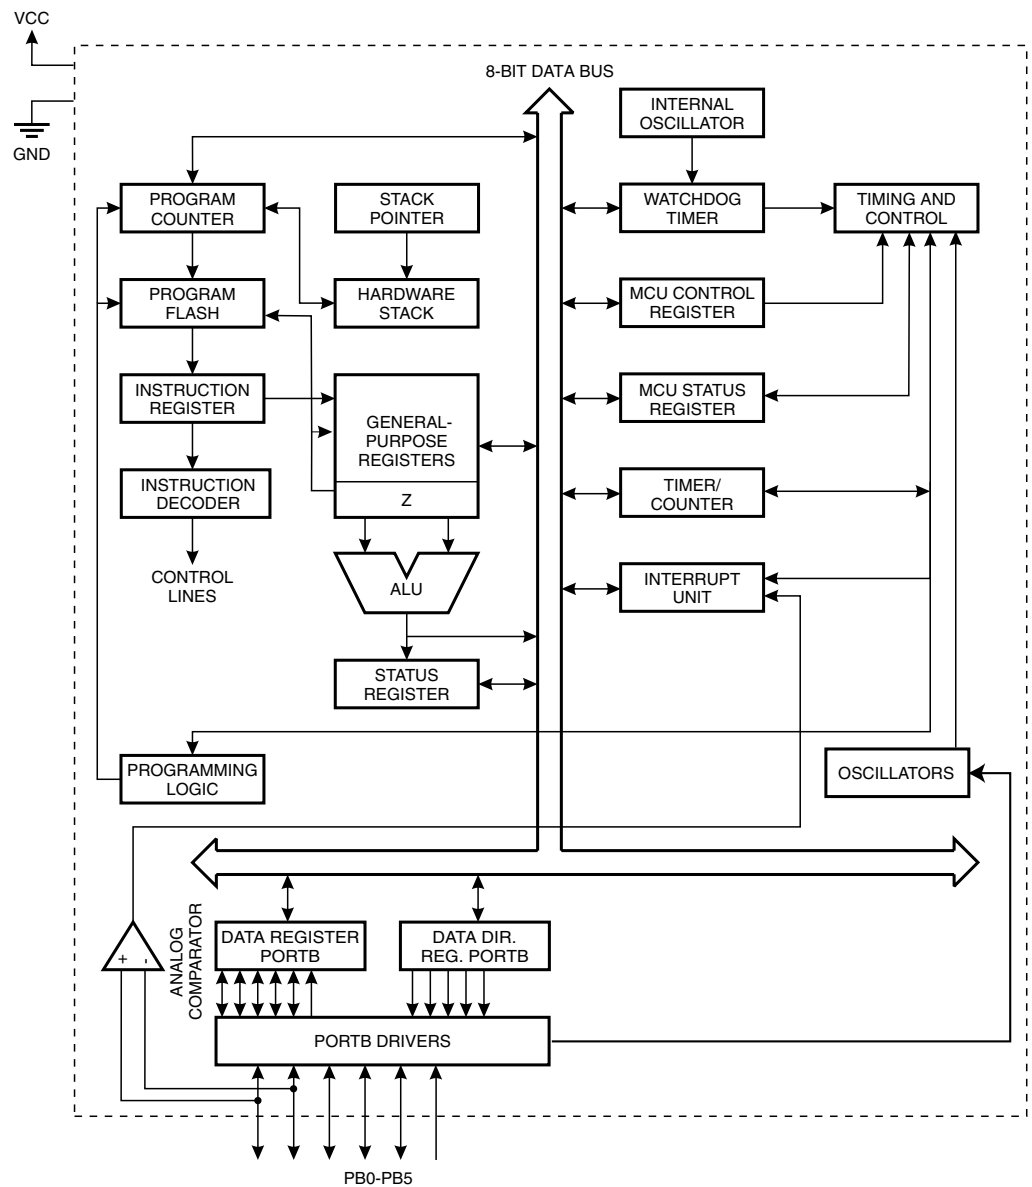 VCC
GND
8-BIT DATA BUS
INTERNAL
OSCILLATOR
PROGRAM
COUNTER
STACK
POINTER
WATCHDOG
TIMER
TIMING AND
CONTROL
PROGRAM
FLASH
HARDWARE
STACK
MCU CONTROL
REGISTER
INSTRUCTION
REGISTER
GENERAL-
PURPOSE
REGISTERS
Z
MCU STATUS
REGISTER
INSTRUCTION
DECODER
TIMER/
COUNTER
CONTROL
LINES
ALU
INTERRUPT
UNIT
STATUS
REGISTER
PROGRAMMING
LOGIC
OSCILLATORS
ANALOG
COMPARATOR
+
-
DATA REGISTER
PORTB
DATA DIR.
REG. PORTB
PORTB DRIVERS
PB0-PB5